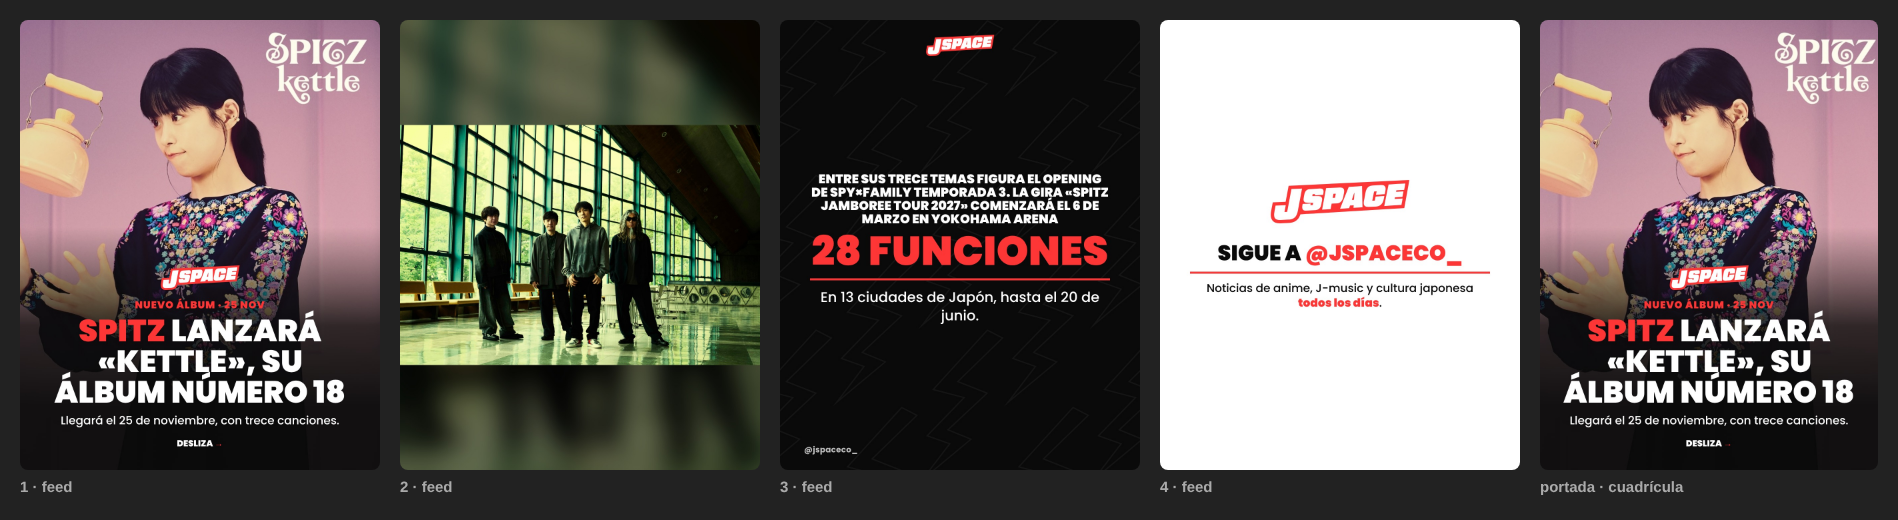 SPITZ
kettle
JSPACE
NUEVO ÁLBUM · 25 NOV
SPITZ LANZARÁ
«KETTLE», SU
ÁLBUM NÚMERO 18
Llegará el 25 de noviembre, con trece canciones.
DESLIZA →
1 · feed
2 · feed
JSPACE
ENTRE SUS TRECE TEMAS FIGURA EL OPENING
DE SPY×FAMILY TEMPORADA 3. LA GIRA «SPITZ
JAMBOREE TOUR 2027» COMENZARÁ EL 6 DE
MARZO EN YOKOHAMA ARENA
28 FUNCIONES
En 13 ciudades de Japón, hasta el 20 de
junio.
@jspaceco_
3 · feed
JSPACE
SIGUE A @JSPACECO_
Noticias de anime, J-music y cultura japonesa
todos los días.
4 · feed
SPITZ
kettle
JSPACE
NUEVO ÁLBUM · 25 NOV
SPITZ LANZARÁ
«KETTLE», SU
ÁLBUM NÚMERO 18
Llegará el 25 de noviembre, con trece canciones.
DESLIZA →
portada · cuadrícula